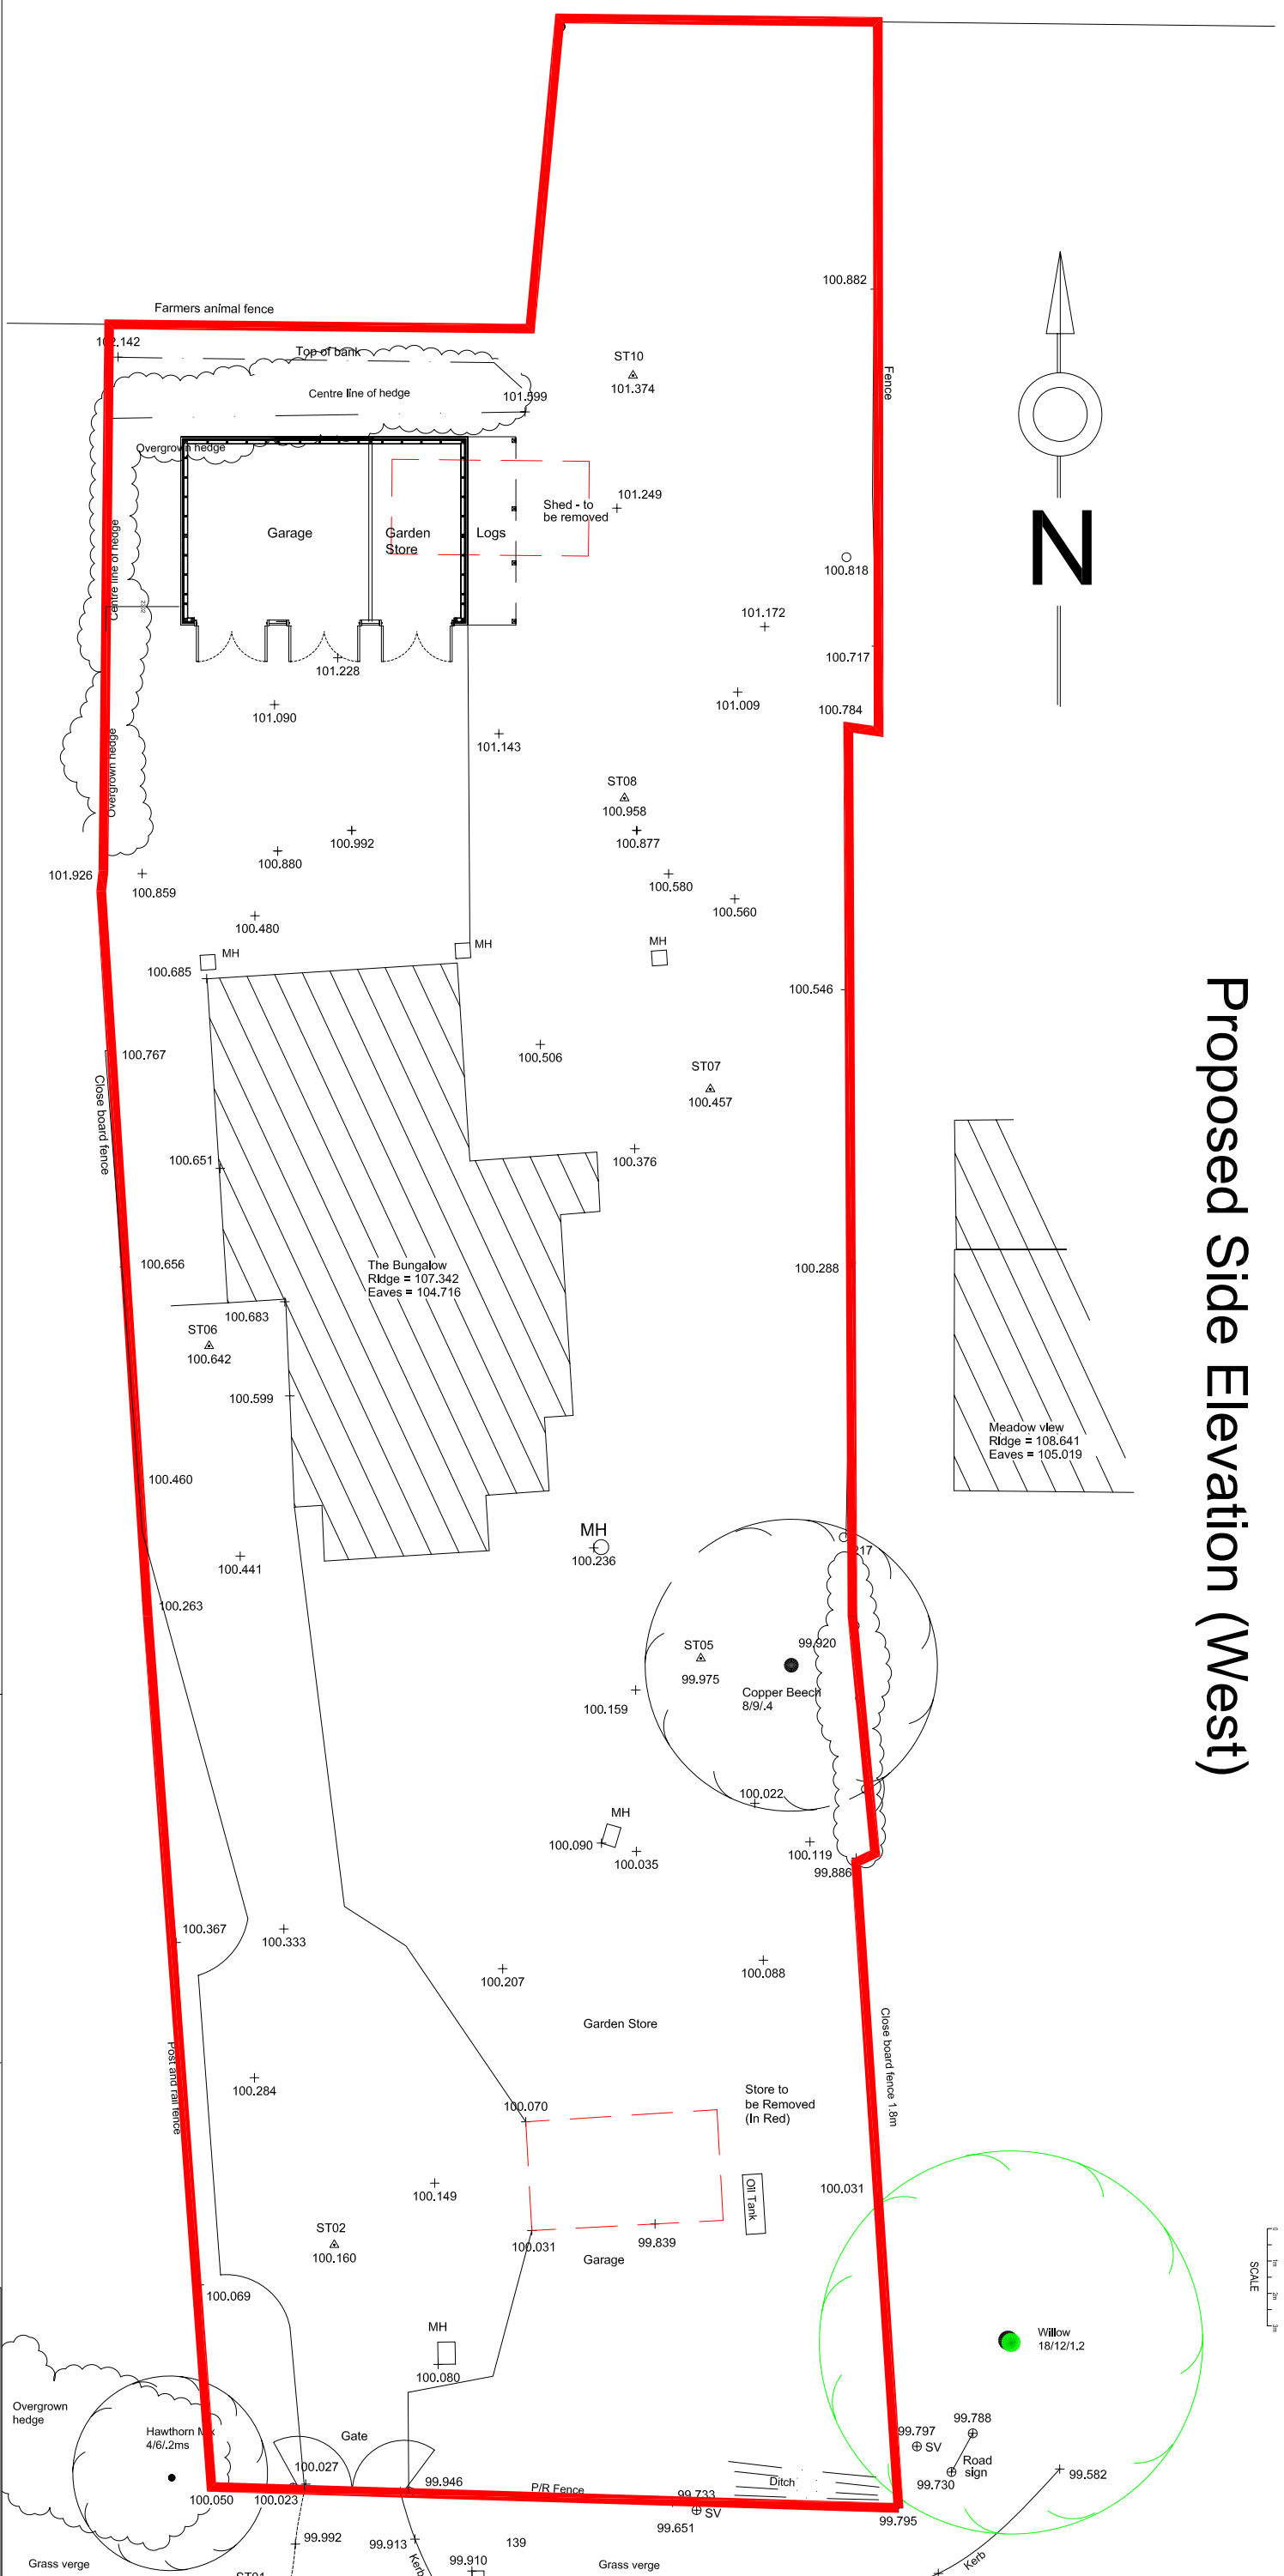 100.882
Farmers animal fence
102.142
Top of bank
ST10
101.374
Fence
Centre line of hedge
101.599
Overgrown hedge
N
101.249
Shed - to
be removed
Garage
Garden
Store
Logs
Centre line of hedge
100.818
101.172
100.717
101.228
101.009
101.090
100.784
101.143
Overgrown hedge
ST08
100.958
100.992
100.877
100.880
101.926
100.859
100.580
100.560
100.480
MH
MH
MH
100.685
100.546
Proposed Side Elevation (West)
100.767
100.506
ST07
100.457
Close board fence
100.651
100.376
100.656
The Bungalow
Ridge = 107.342
Eaves = 104.716
100.288
100.683
ST06
100.642
100.599
Meadow view
Ridge = 108.641
Eaves = 105.019
100.460
MH
100.236
217
100.441
100.263
ST05
99.975
99.920
Copper Beech
8/9/.4
100.159
100.022
MH
100.090
100.035
100.119
99.886
100.367
100.333
100.207
100.088
Garden Store
Close board fence 1.8m
Post and rail fence
100.284
Store to
be Removed
(In Red)
100.070
100.149
Oil Tank
100.031
ST02
100.160
100.031
99.839
Garage
SCALE
0
1m
2m
3m
100.069
MH
100.080
Willow
18/12/1.2
Overgrown
hedge
Hawthorn Mx
4/6/.2ms
Gate
99.788
99.797
SV
Road
sign
99.730
99.582
100.027
99.946
P/R Fence
Ditch
100.050
100.023
99.733
SV
99.651
99.795
99.992
99.913
139
99.910
Kerb
Grass verge
Grass verge
Kerb
ST01